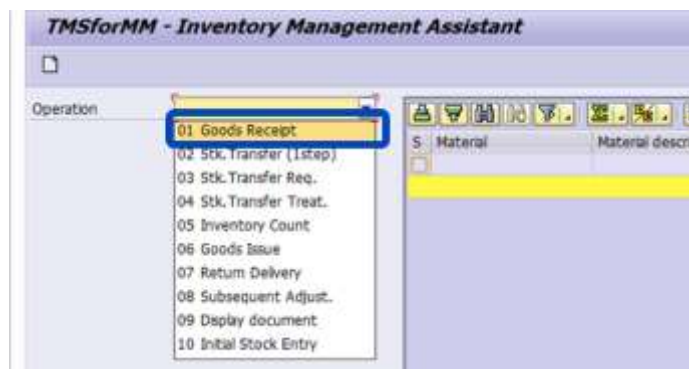 TMSforMM - Inventory Management Assistant
Operation
01 Goods Receipt
02 Stk.Transfer (1step)
03 Stk.Transfer Req.
04 Stk.Transfer Treat.
05 Inventory Count
06 Goods Issue
07 Return Delivery
08 Subsequent Adjust.
09 Display document
10 Initial Stock Entry
S Material Material descr